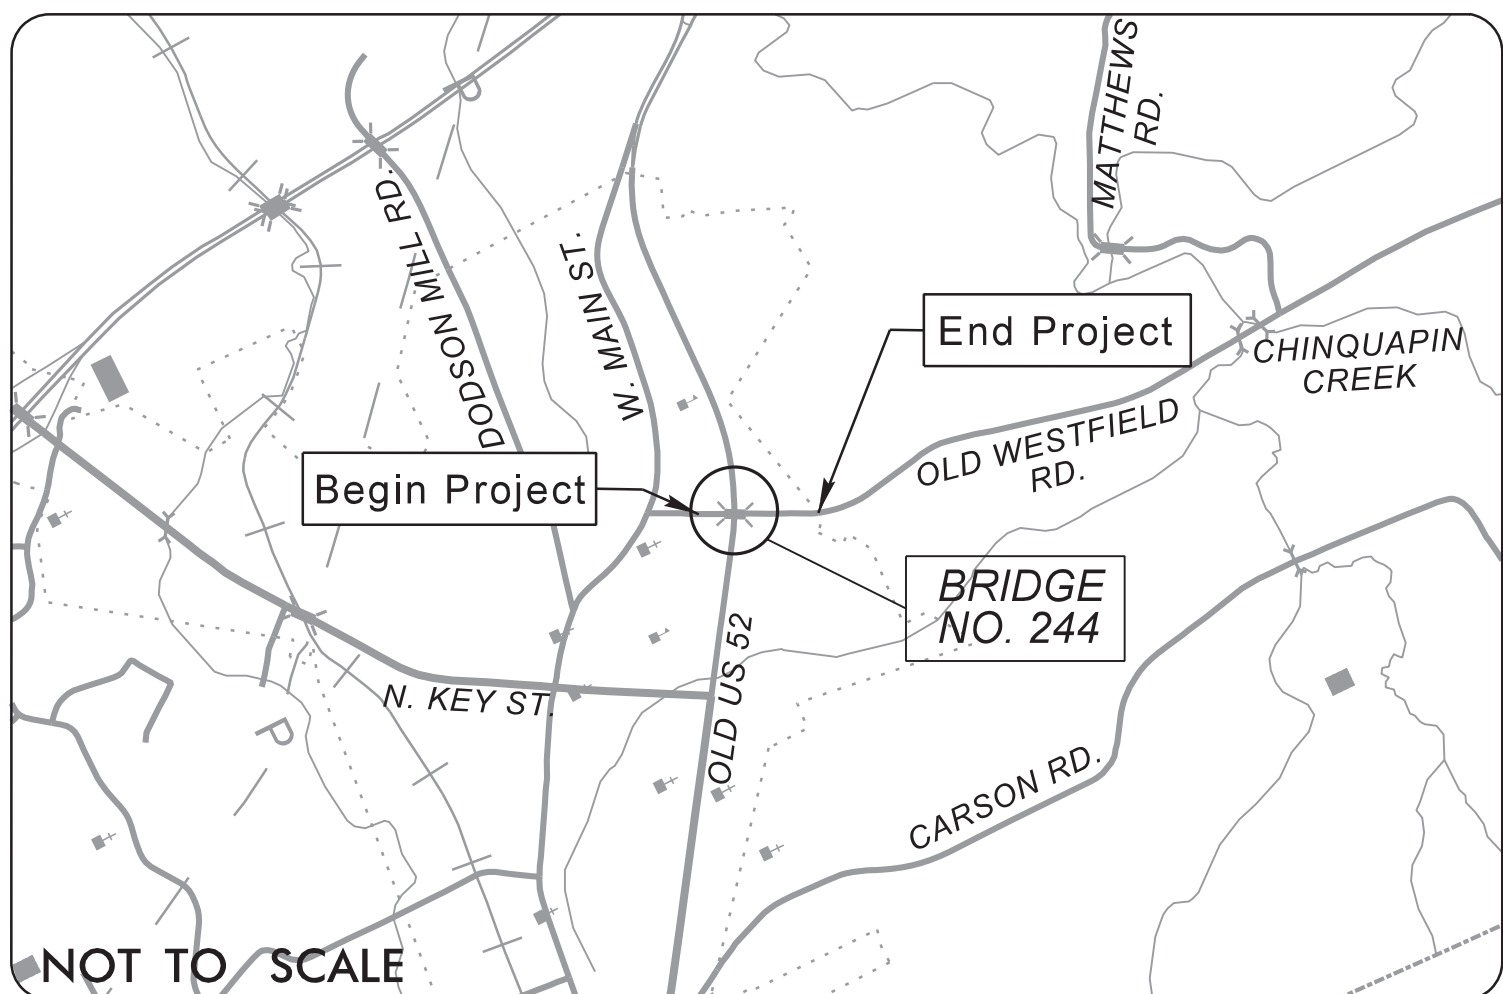 MATTHEWS
RD.
DODSON MILL RD.
W. MAIN ST.
End Project
CHINQUAPIN
CREEK
OLD WESTFIELD
RD.
Begin Project
BRIDGE
NO. 244
OLD US 52
N. KEY ST.
CARSON RD.
NOT TO SCALE